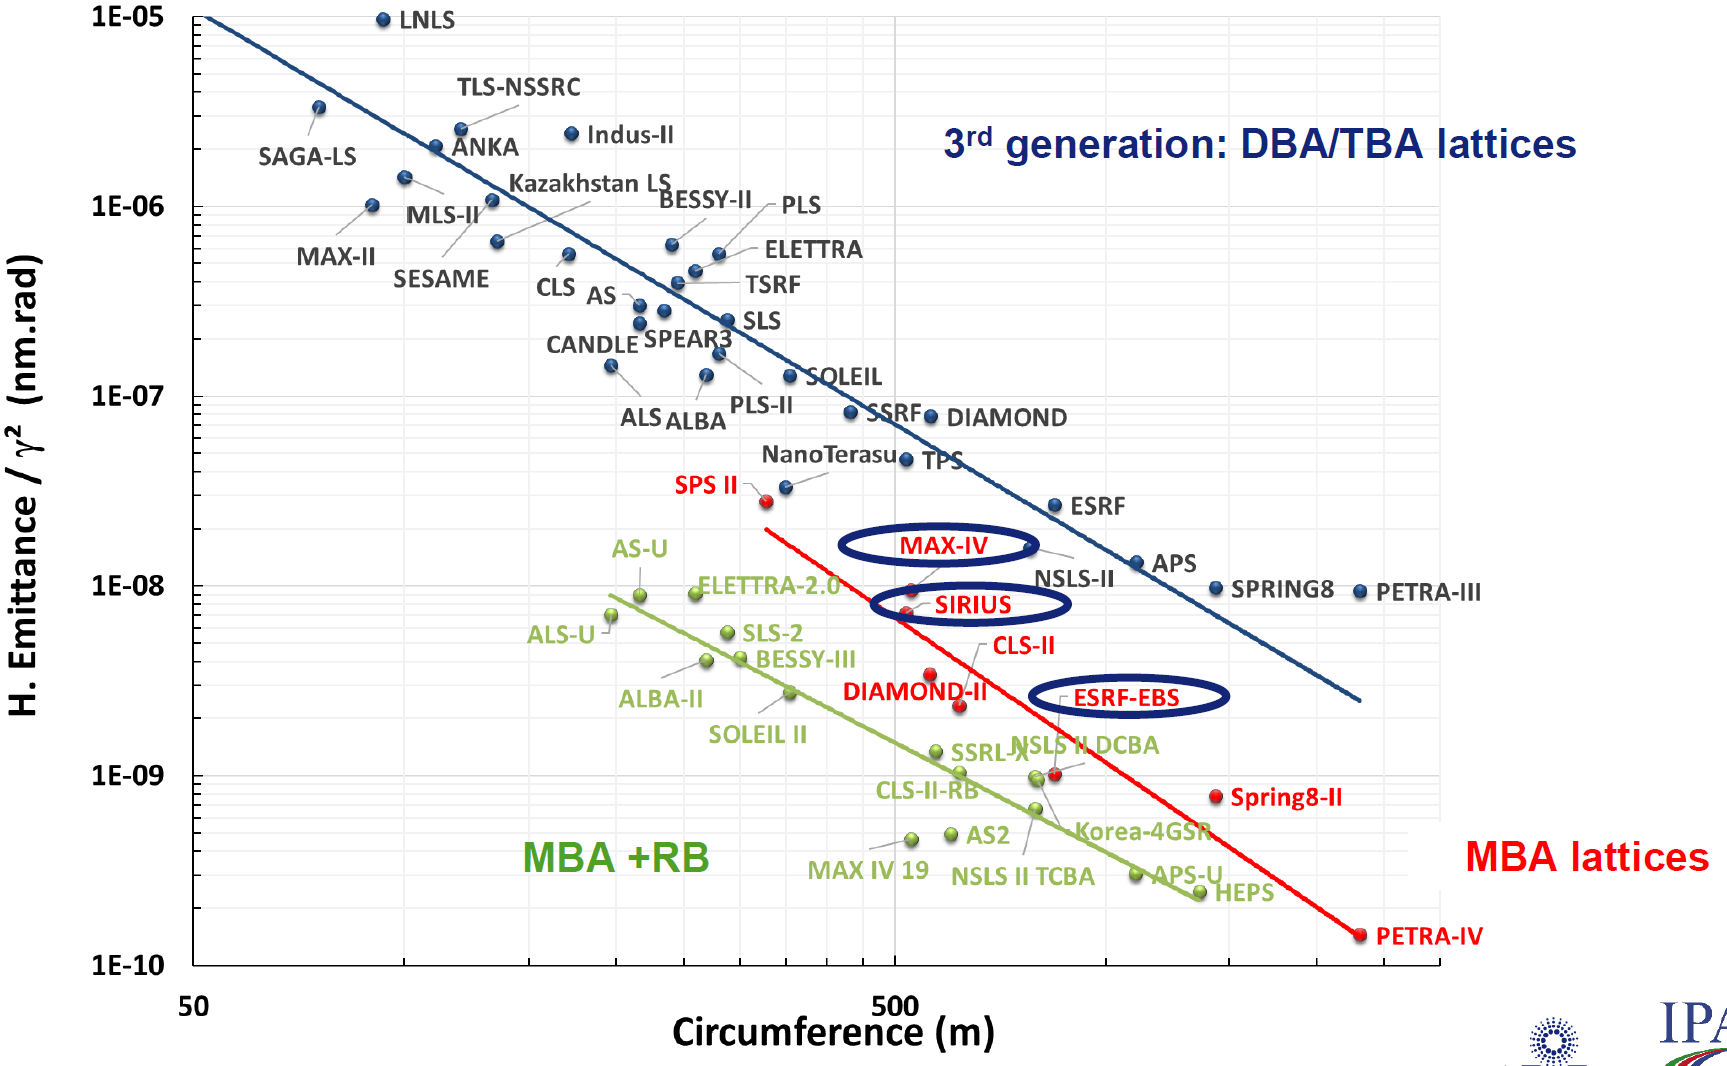 1E-05
LNLS
TLS-NSSRC
Indus-II
3rd generation: DBA/TBA lattices
SAGA-LS
ANKA
Kazakhstan LS
1E-06
BESSY-II
PLS
MLS-II
MAX-II
ELETTRA
SESAME
CLS
AS
TSRF
SLS
CANDLE
SPEAR3
SOLEIL
1E-07
PLS-II
ALS
ALBA
SSRF
DIAMOND
NanoTerasu
TPS
SPS II
ESRF
MAX-IV
AS-U
APS
NSLS-II
1E-08
ELETTRA-2.0
SPRING8
PETRA-III
SIRIUS
ALS-U
SLS-2
CLS-II
BESSY-III
ALBA-II
DIAMOND-II
ESRF-EBS
SOLEIL II
SSRL-X
NSLS II DCBA
1E-09
CLS-II-RB
Spring8-II
AS2
Korea-4GSR
MBA +RB
MBA lattices
MAX IV 19
NSLS II TCBA
APS-U
HEPS
PETRA-IV
1E-10
50
500
Circumference (m)
H. Emittance / γ² (nm.rad)
IPA